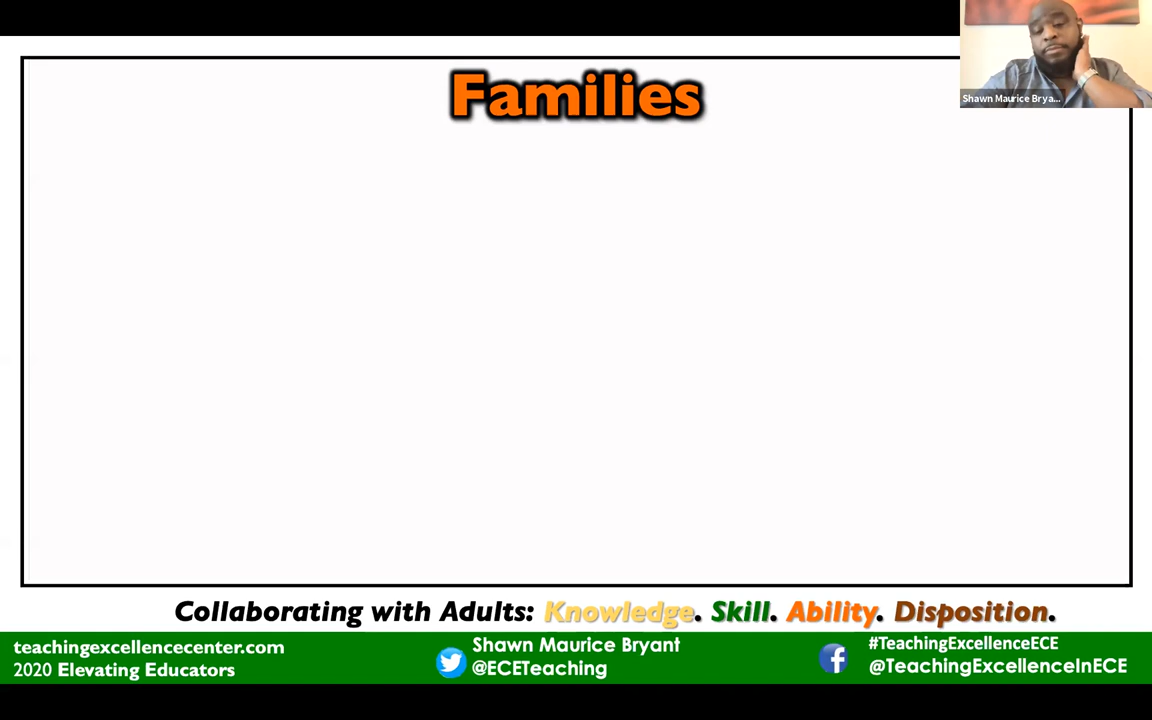 Families
Shawn Maurice Brya...
Collaborating with Adults: Knowledge. Skill. Ability. Disposition.
teachingexcellencecenter.com
2020 Elevating Educators
Shawn Maurice Bryant
@ECETeaching
#TeachingExcellenceECE
@TeachingExcellenceInECE